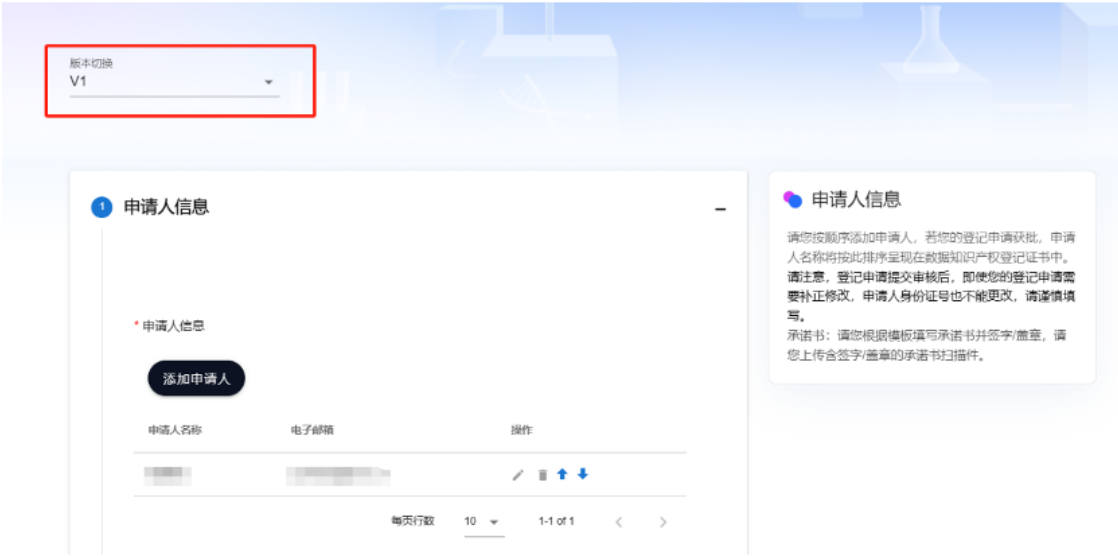 版本切换
V1
1 申请人信息
申请人信息
请您按顺序添加申请人，若您的登记申请获批，申请
人名称将按此排序呈现在数据知识产权登记证书中。
请注意，登记申请提交审核后，即使您的登记申请需
要补正修改，申请人身份证号也不能更改，请谨慎填
写。
承诺书：请您根据模板填写承诺书并签字/盖章，请
您上传含签字/盖章的承诺书扫描件。
* 申请人信息
添加申请人
申请人名称 电子邮箱 操作
每页行数 10 1-1 of 1